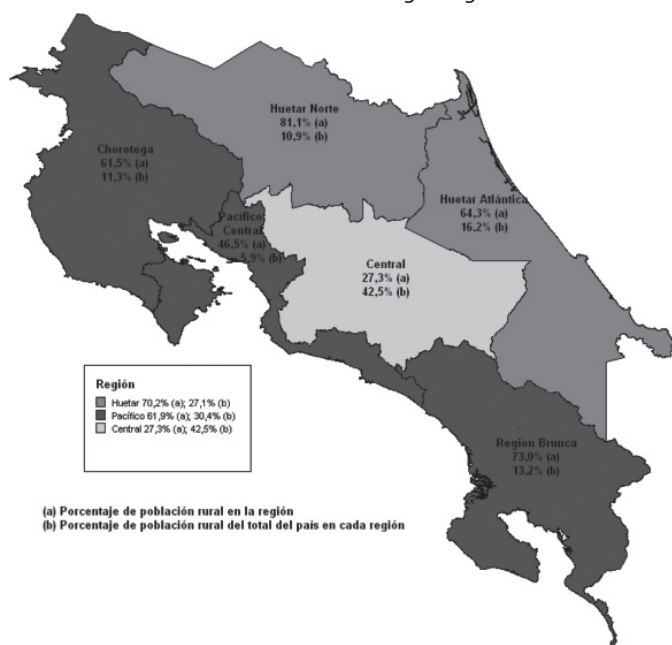 Huetar Norte
81,1% (a)
10,9% (b)
Chorotega
61,5% (a)
11,3% (b)
Huetar Atlántica
64,3% (a)
16,2% (b)
Pacífico
Central
46,5% (a)
5,9% (b)
Central
27,3% (a)
42,5% (b)
Región
Huetar 70,2% (a); 27,1% (b)
Pacífico 61,9% (a); 30,4% (b)
Central 27,3% (a); 42,5% (b)
Region Brunca
73,0% (a)
13,2% (b)
(a) Porcentaje de población rural en la región
(b) Porcentaje de población rural del total del país en cada región